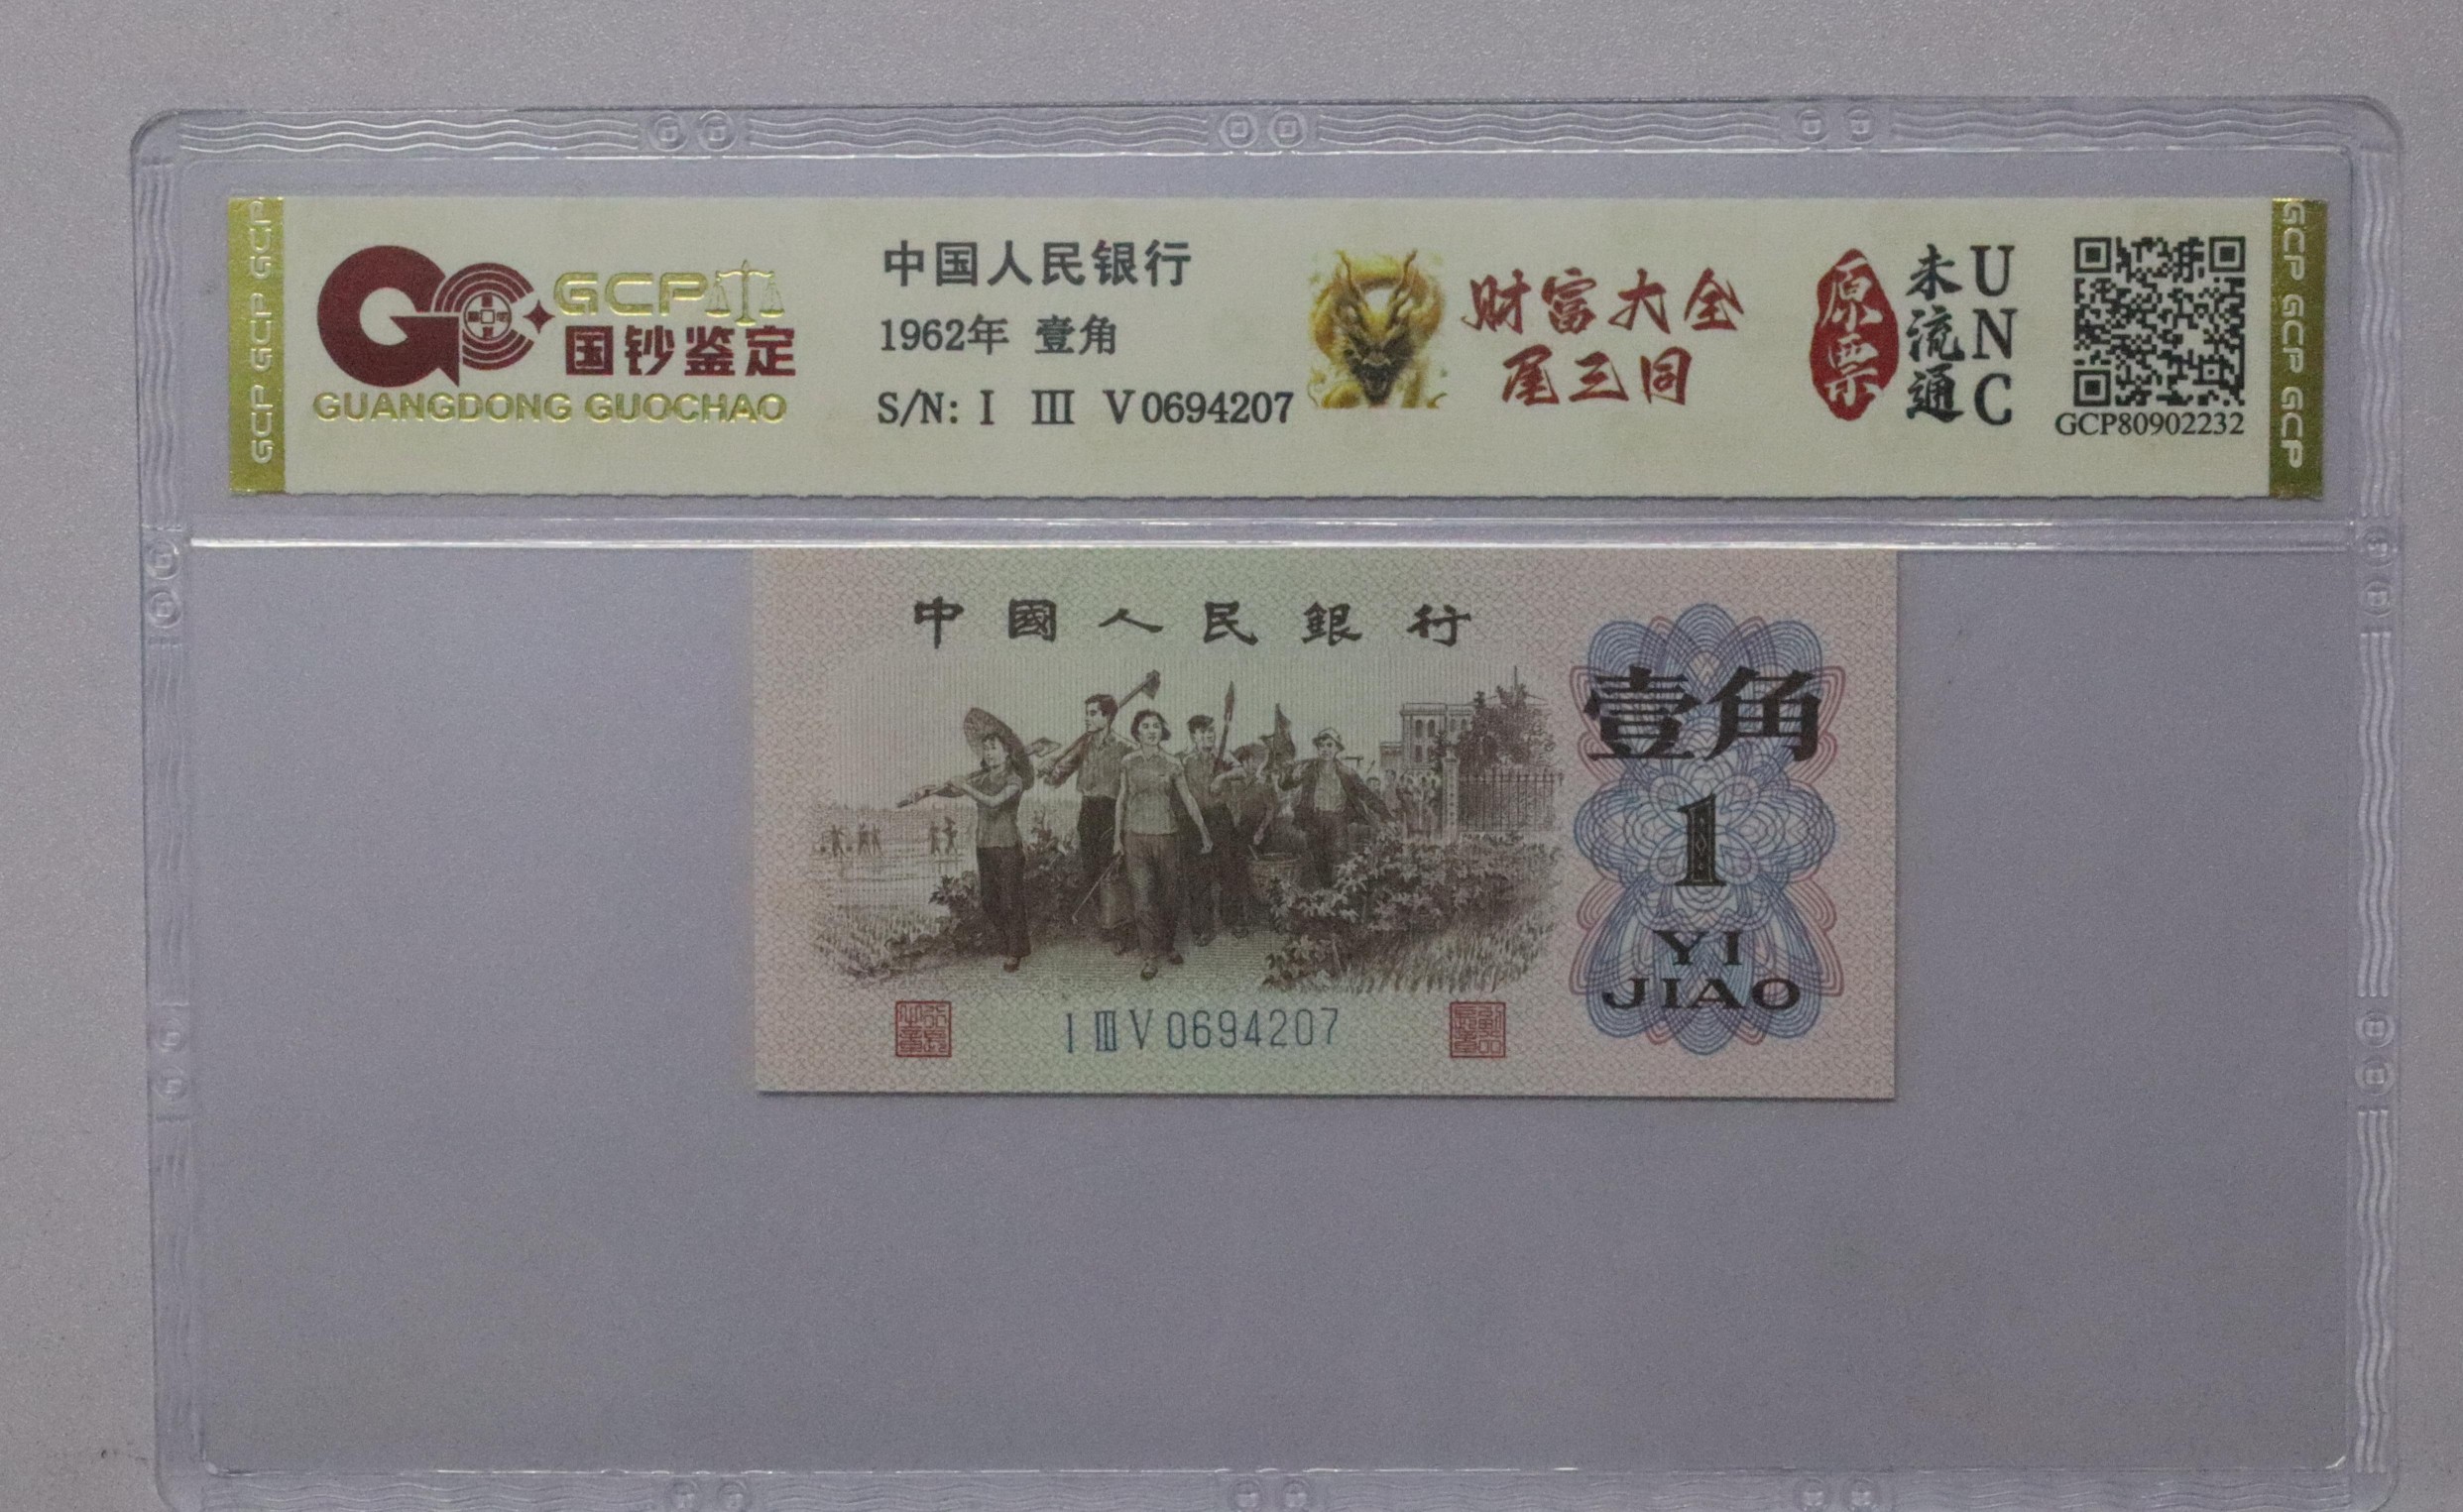 GCP GCP GCP
GCP
国钞鉴定
GUANGDONG GUOCHAO
中国人民银行
1962年 壹角
S/N: I III V 0694207
财富大全
尾三同
原票
未流通
UNC
GCP80902232
GCP GCP GCP
中國人民銀行
壹角
1
YI
JIAO
I III V 0694207